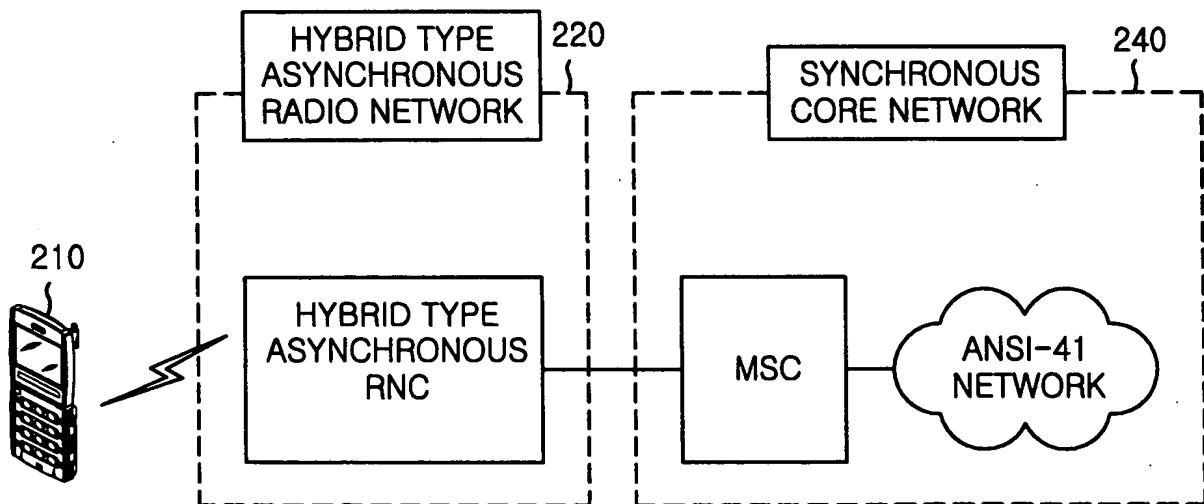 HYBRID TYPE
ASYNCHRONOUS
RADIO NETWORK
220
SYNCHRONOUS
CORE NETWORK
240
210
HYBRID TYPE
ASYNCHRONOUS
RNC
MSC
ANSI-41
NETWORK